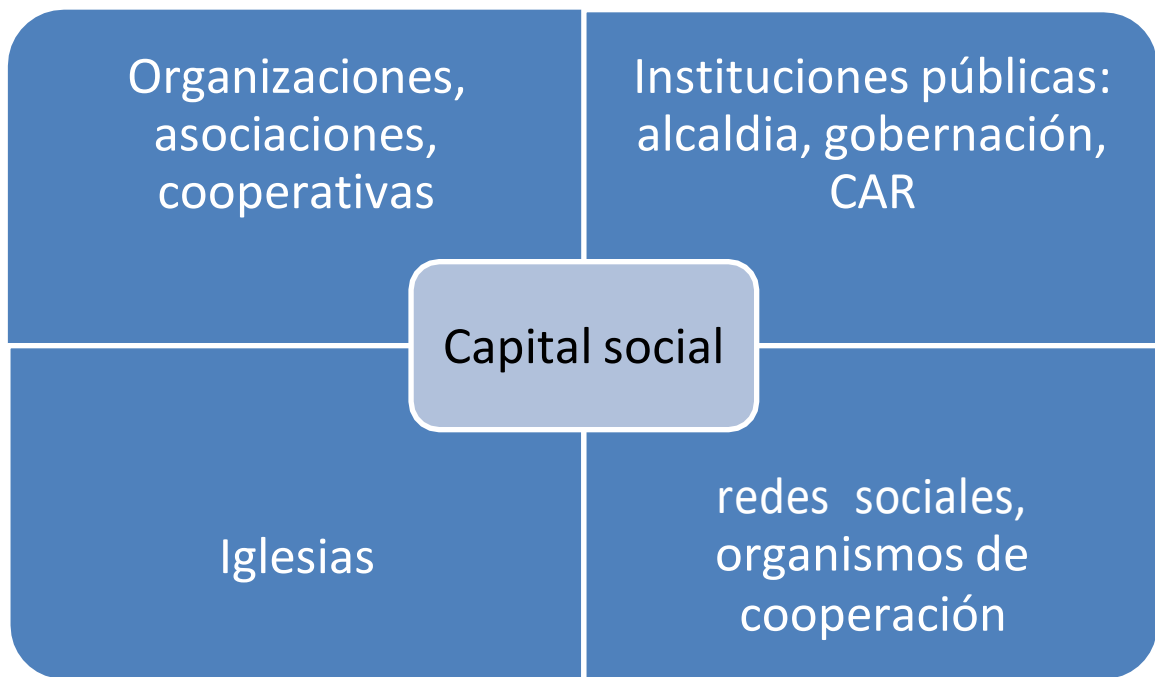 Organizaciones,
asociaciones,
cooperativas
Instituciones públicas:
alcaldia, gobernación,
CAR
Capital social
Iglesias
redes  sociales,
organismos de
cooperación